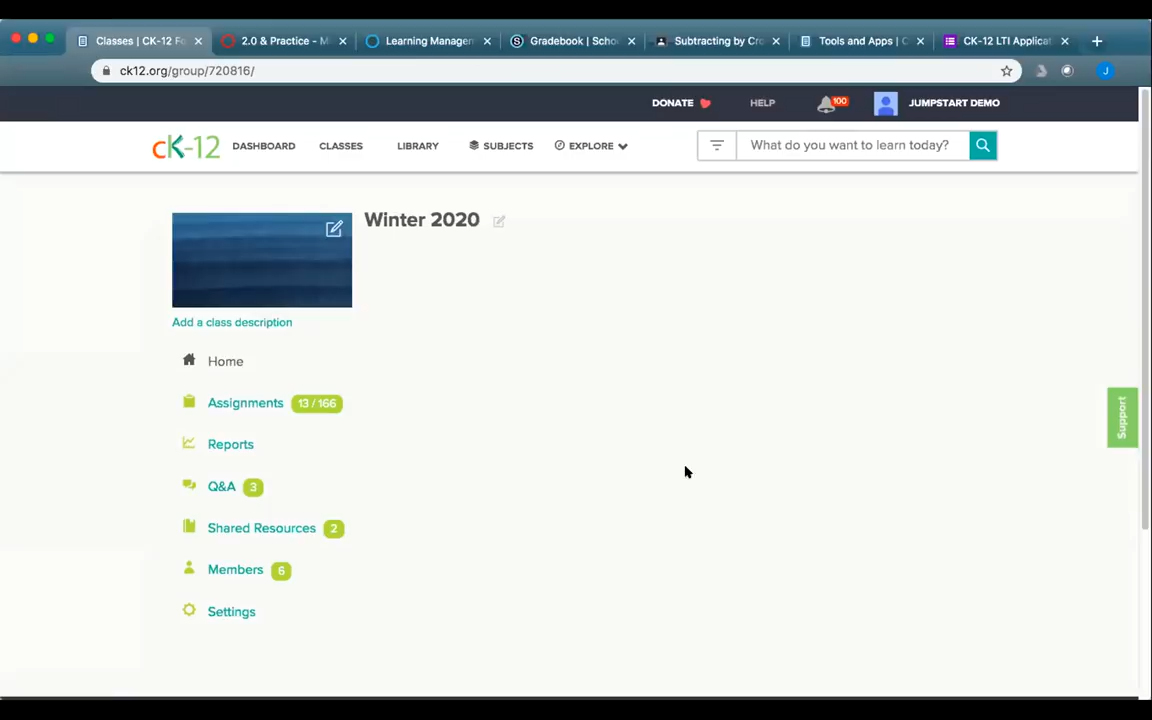 Classes | CK-12 Fo
2.0 & Practice - M
Learning Managen
Gradebook | Scho
Subtracting by Cro
Tools and Apps | C
CK-12 LTI Applicat
ck12.org/group/720816/
J
DONATE
HELP
100
JUMPSTART DEMO
cK-12
DASHBOARD
CLASSES
LIBRARY
SUBJECTS
EXPLORE
What do you want to learn today?
Winter 2020
Add a class description
Home
Assignments 13 / 166
Reports
Q&A 3
Shared Resources 2
Members 6
Settings
Support